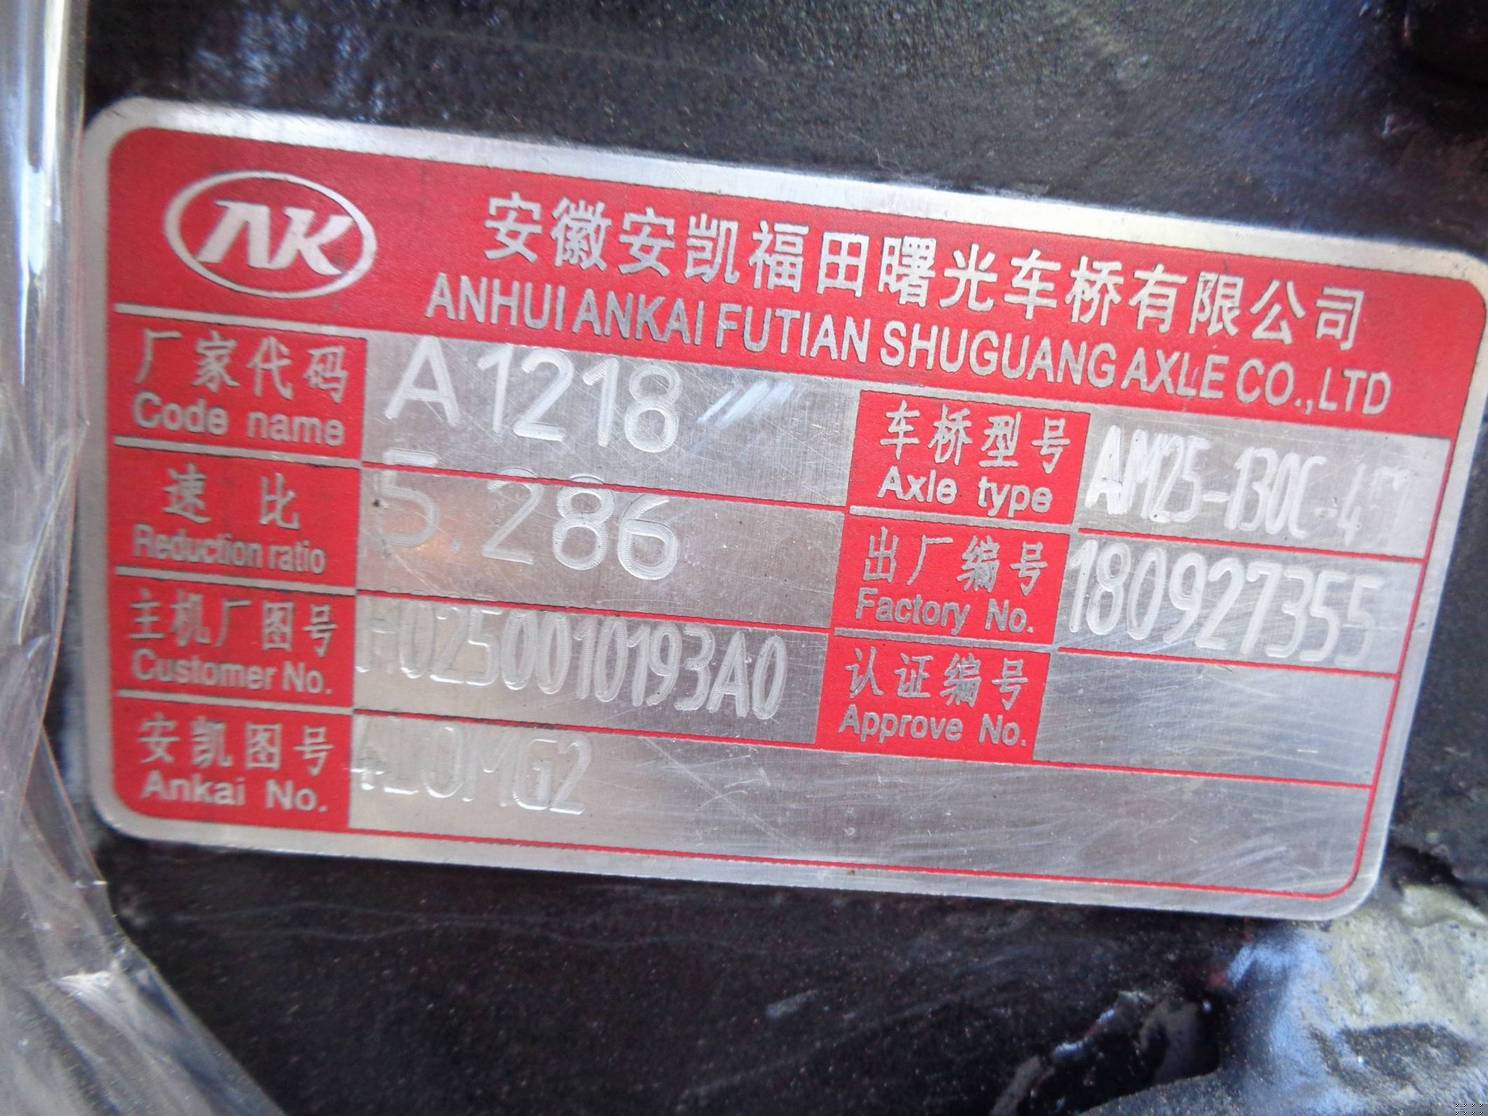 AK
安徽安凯福田曙光车桥有限公司
ANHUI ANKAI FUTIAN SHUGUANG AXLE CO.,LTD
厂家代码 A1218
Code name
车桥型号
Axle type
速比 5.286
Reduction ratio
出厂编号 180927355
Factory No.
主机厂图号
Customer No.
认证编号
Approve No.
安凯图号
Ankai No.